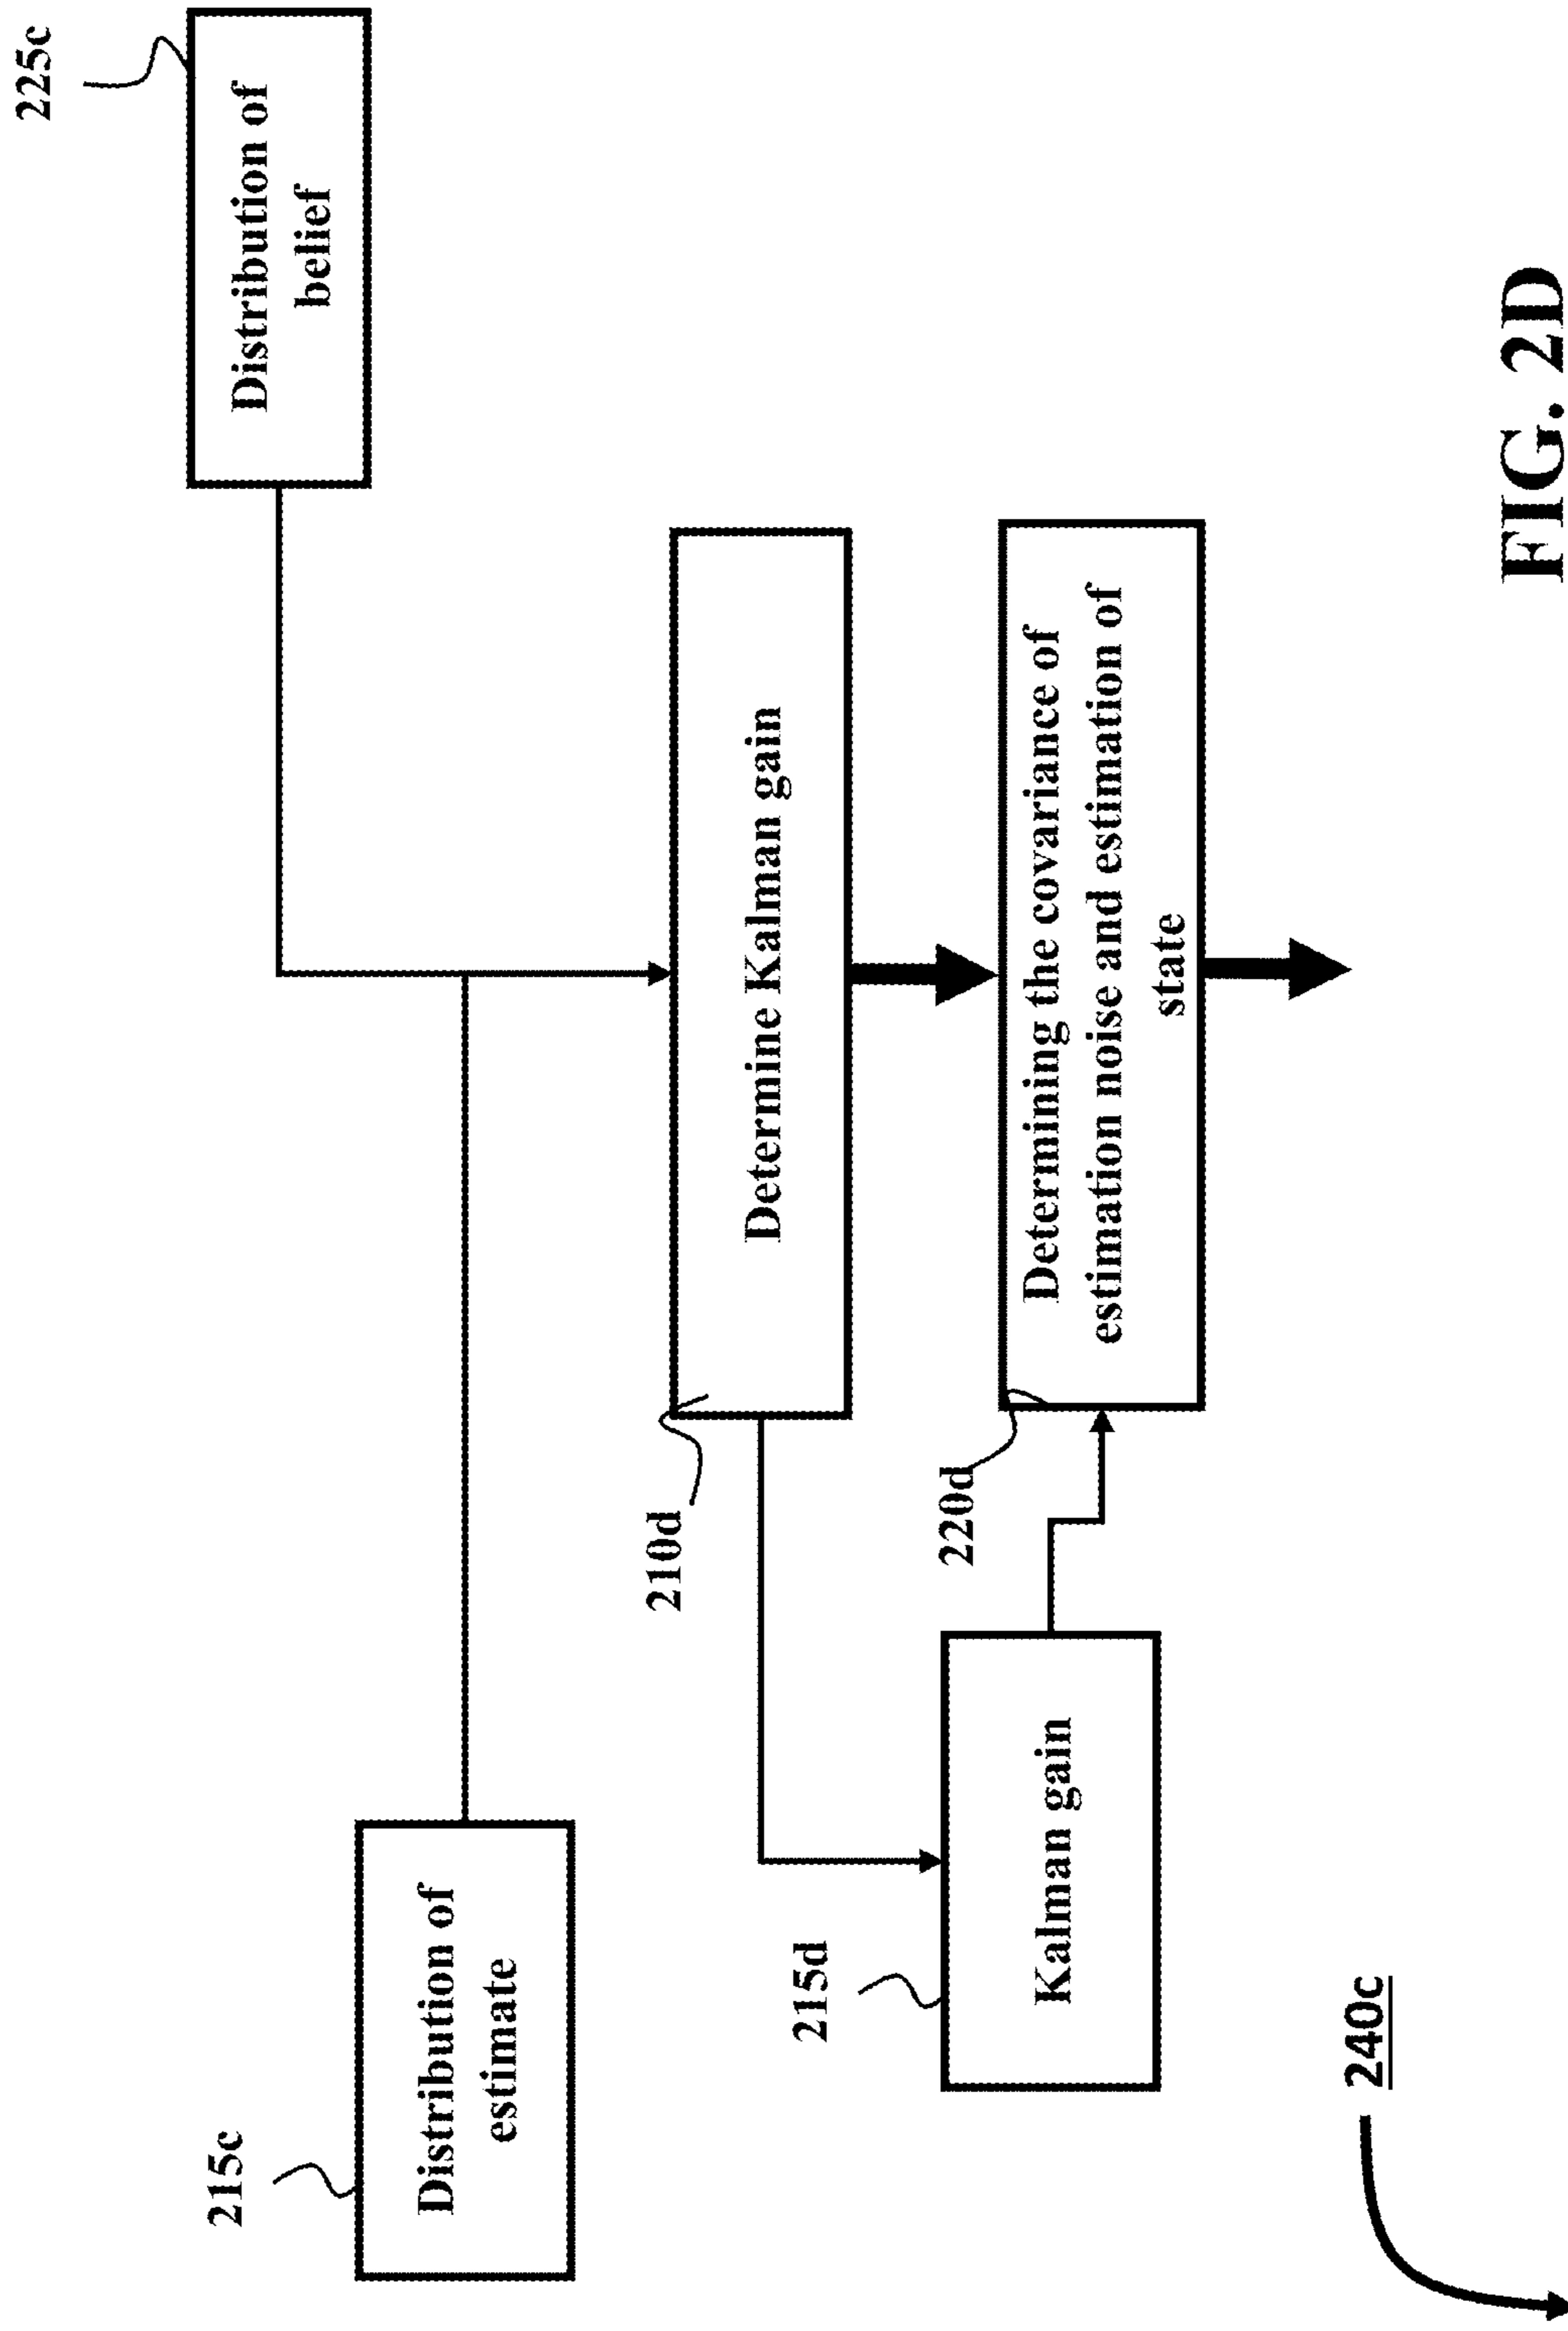 225c
Distribution of
belief
215c
Distribution of
estimate
210d
Determine Kalman gain
215d
Kalman gain
220d
Determining the covariance of
estimation noise and estimation of
state
240c
FIG. 2D